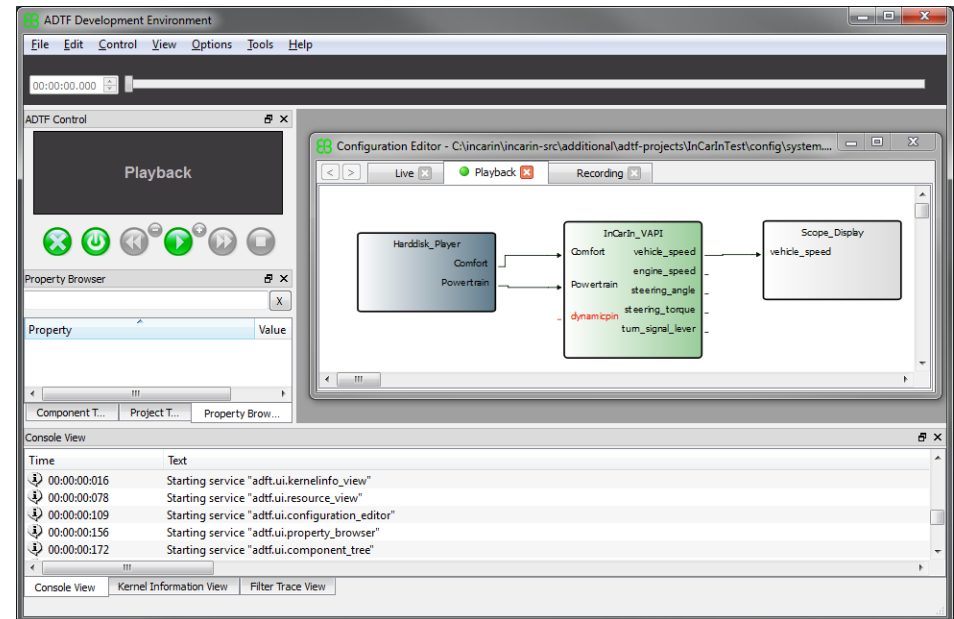 ADTF Development Environment
File Edit Control View Options Tools Help
00:00:00.000
ADTF Control
Playback
Property Browser
X
Property Value
Component T... Project T... Property Brow...
Configuration Editor - C:\incarin\incarin-src\additional\adtf-projects\InCarInTest\config\system....
< > Live Playback Recording
Harddisk_Player
Comfort
Powertrain
InCarIn_VAPI
Comfort vehicle_speed
engine_speed
Powertrain steering_angle
dynamicpin steering_torque
turn_signal_lever
Scope_Display
vehicle_speed
Console View
Time Text
00:00:00:016 Starting service "adft.ui.kernelinfo_view"
00:00:00:078 Starting service "adtf.ui.resource_view"
00:00:00:109 Starting service "adtf.ui.configuration_editor"
00:00:00:156 Starting service "adtf.ui.property_browser"
00:00:00:172 Starting service "adtf.ui.component_tree"
Console View Kernel Information View Filter Trace View